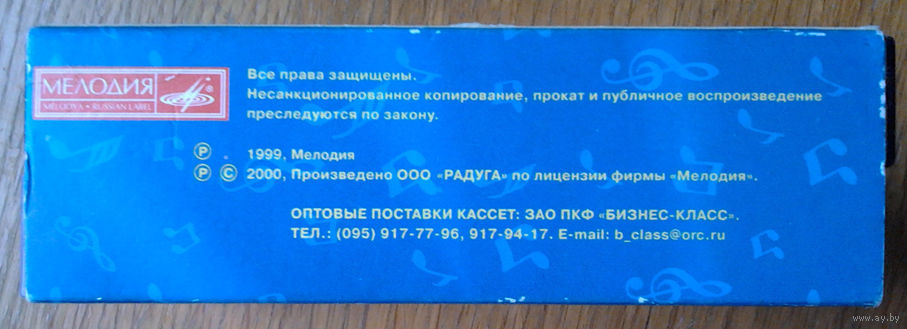 МЕЛОДИЯ
MELODYA • RUSSIAN LABEL
Все права защищены.
Несанкционированное копирование, прокат и публичное воспроизведение
преследуются по закону.
Ⓟ 1999, Мелодия
Ⓟ © 2000, Произведено ООО «РАДУГА» по лицензии фирмы «Мелодия».
ОПТОВЫЕ ПОСТАВКИ КАССЕТ: ЗАО ПКФ «БИЗНЕС-КЛАСС».
ТЕЛ.: (095) 917-77-96, 917-94-17. E-mail: b_class@orc.ru
www.ay.by